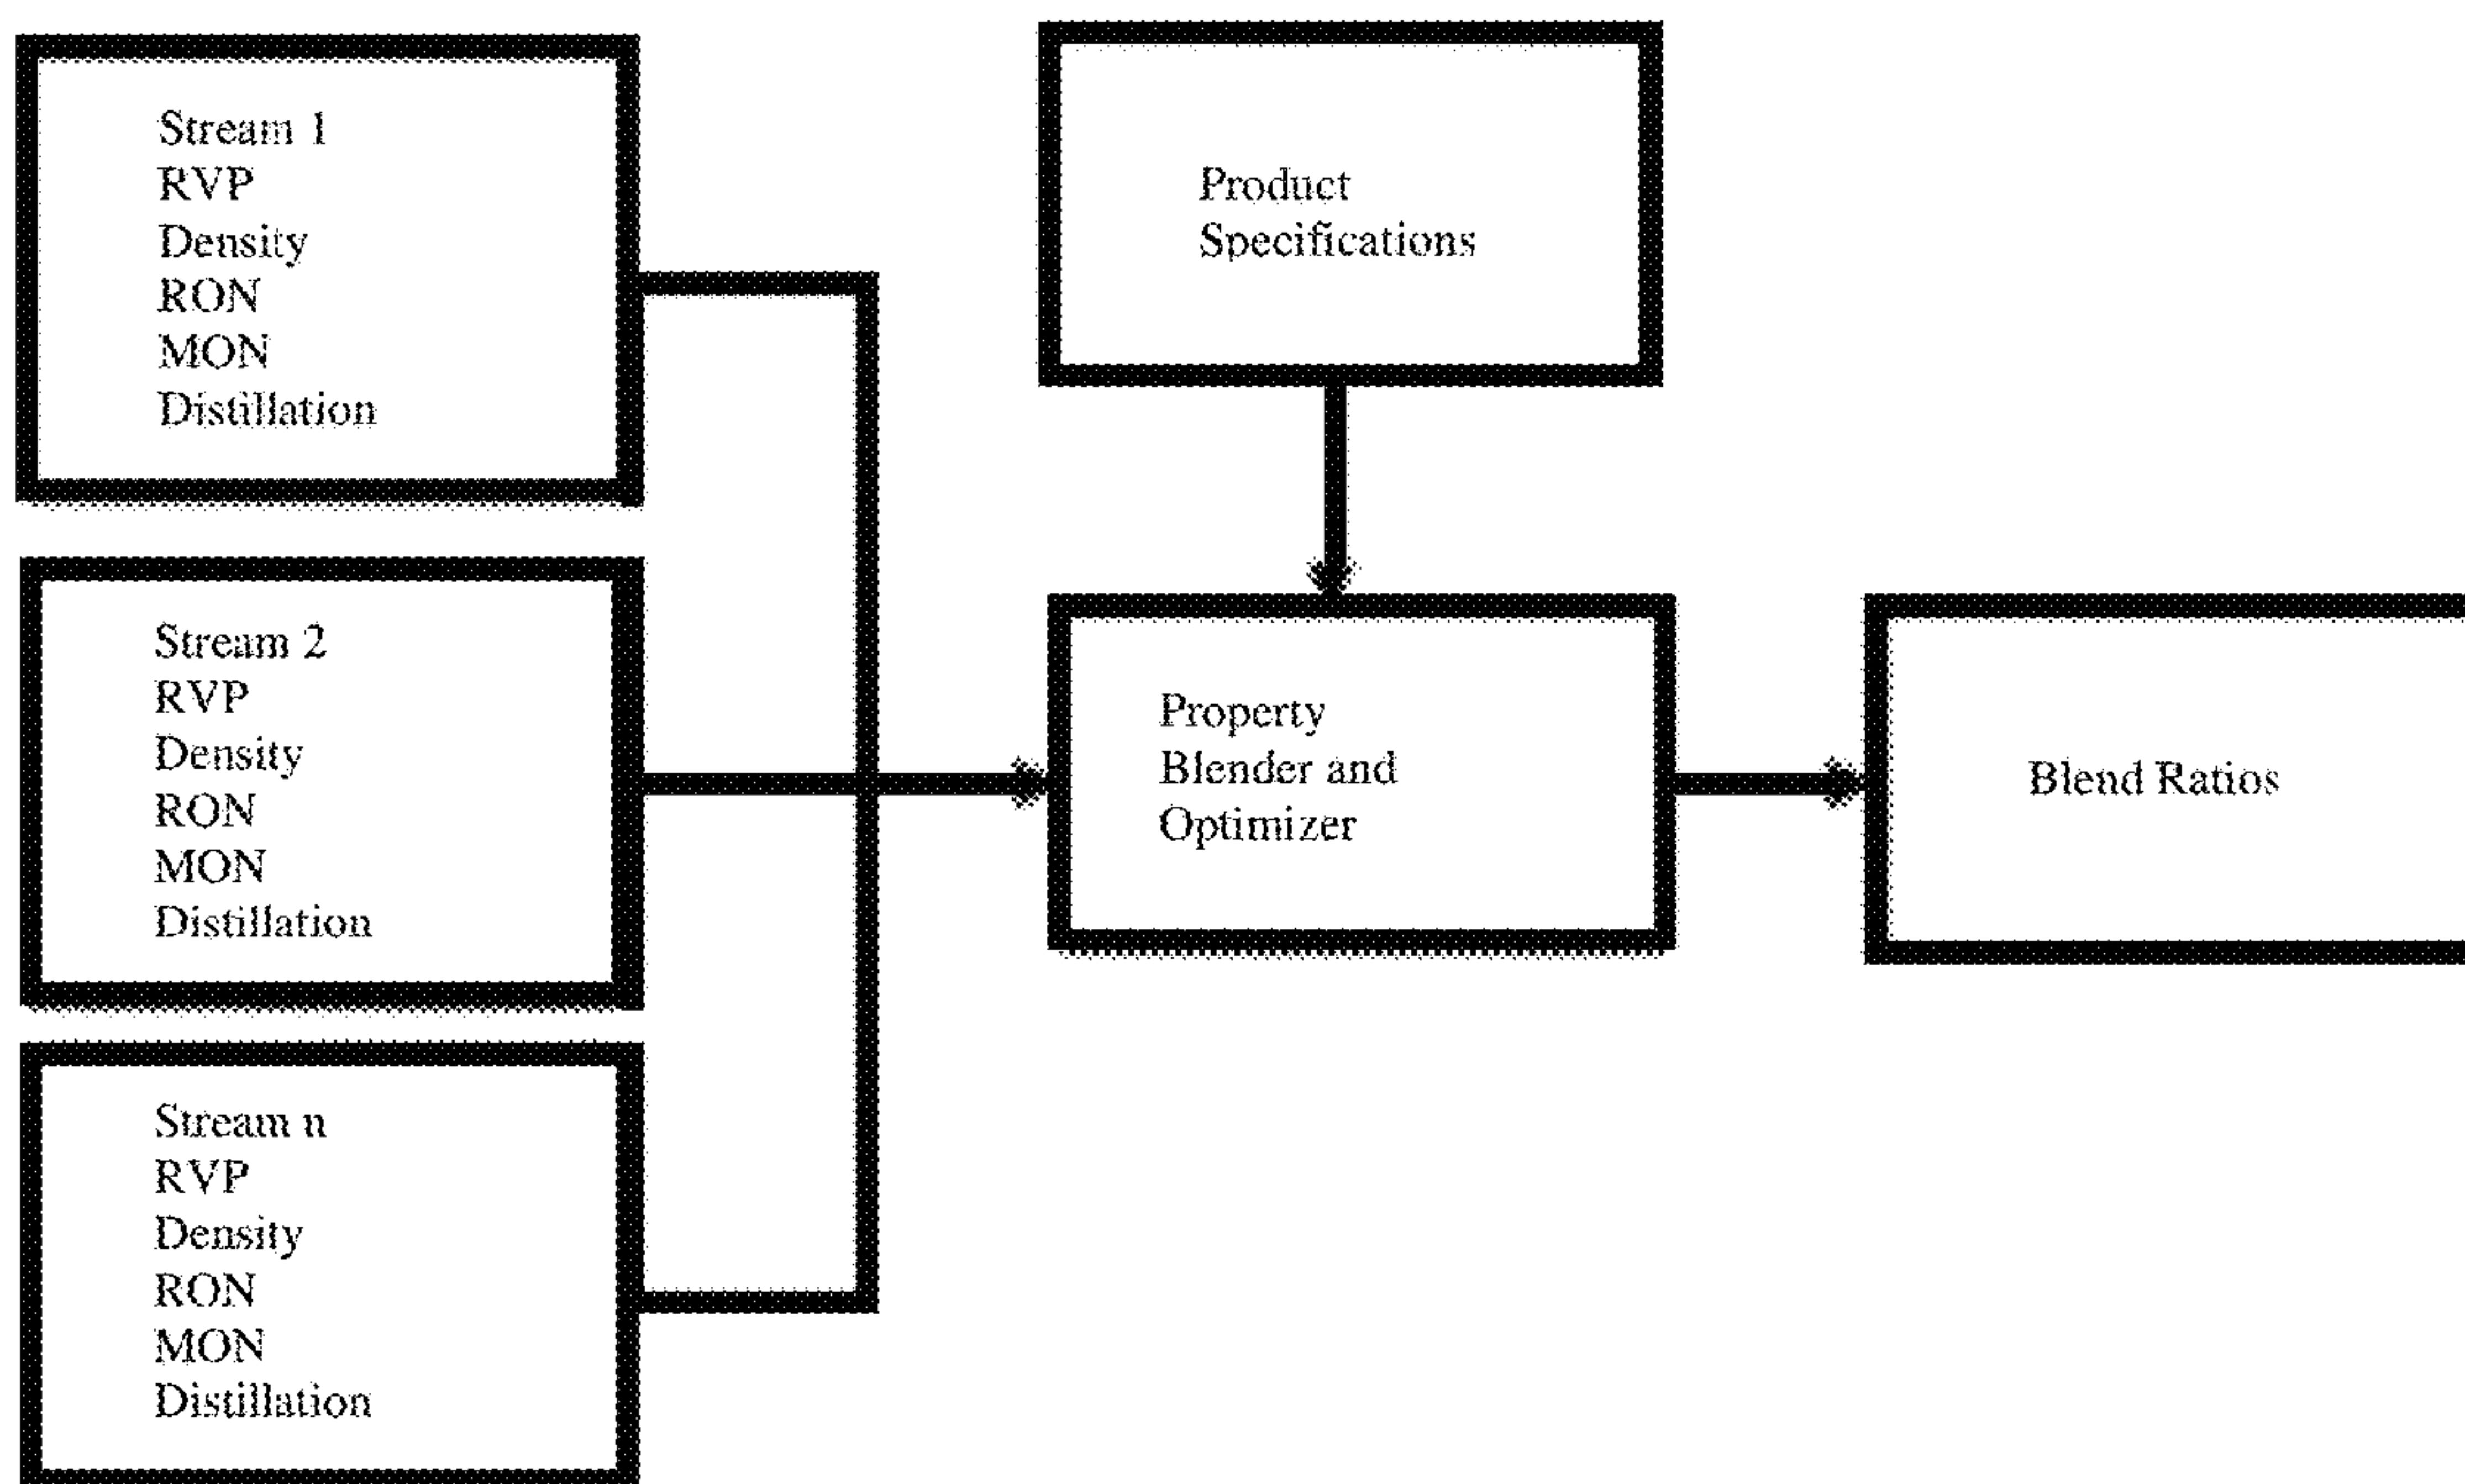 Stream 1
RVP
Density
RON
MON
Distillation
Product
Specifications
Stream 2
RVP
Density
RON
MON
Distillation
Property
Blender and
Optimizer
Blend Ratios
Stream n
RVP
Density
RON
MON
Distillation